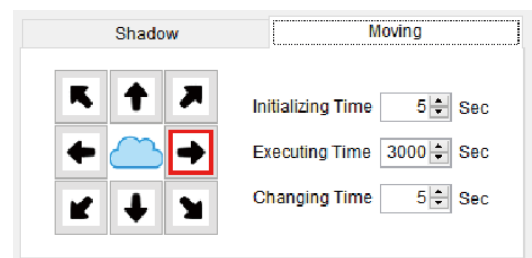 Shadow Moving
Initializing Time 5 Sec
Executing Time 3000 Sec
Changing Time 5 Sec